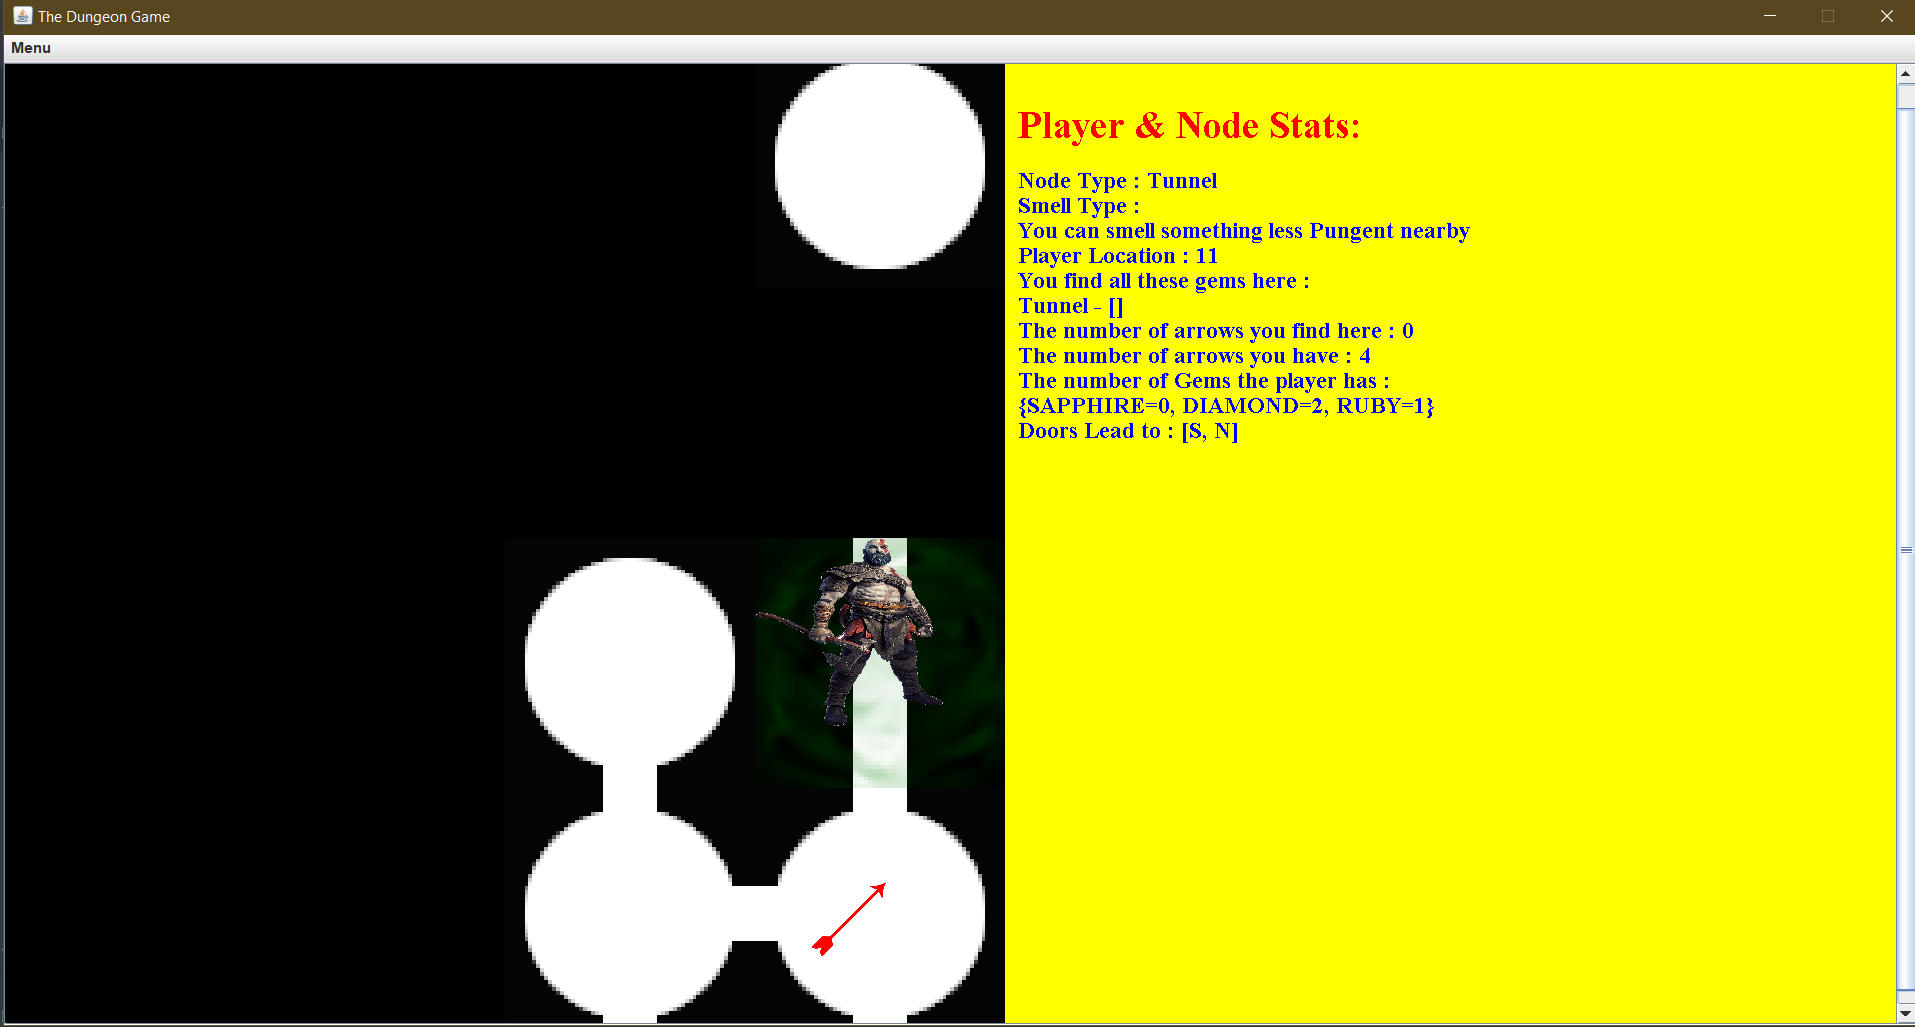 The Dungeon Game
Menu
Player & Node Stats:
Node Type : Tunnel
Smell Type :
You can smell something less Pungent nearby
Player Location : 11
You find all these gems here :
Tunnel - []
The number of arrows you find here : 0
The number of arrows you have : 4
The number of Gems the player has :
{SAPPHIRE=0, DIAMOND=2, RUBY=1}
Doors Lead to : [S, N]